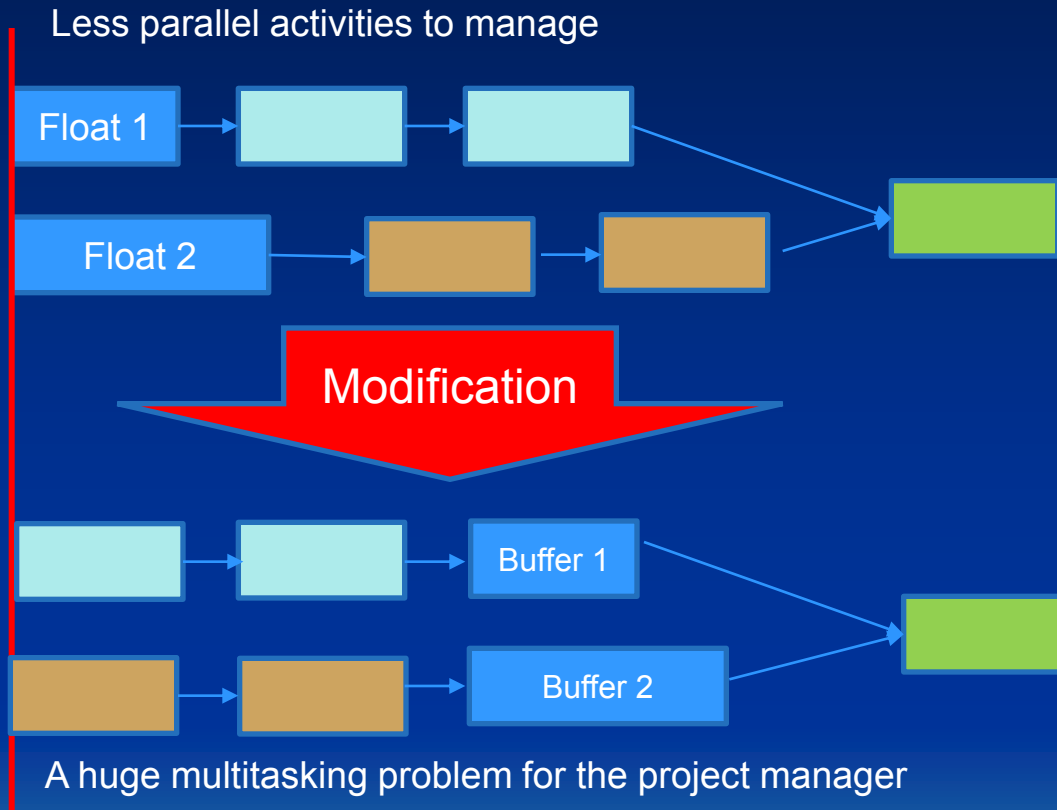 Less parallel activities to manage
Float 1
Float 2
Modification
Buffer 1
Buffer 2
A huge multitasking problem for the project manager